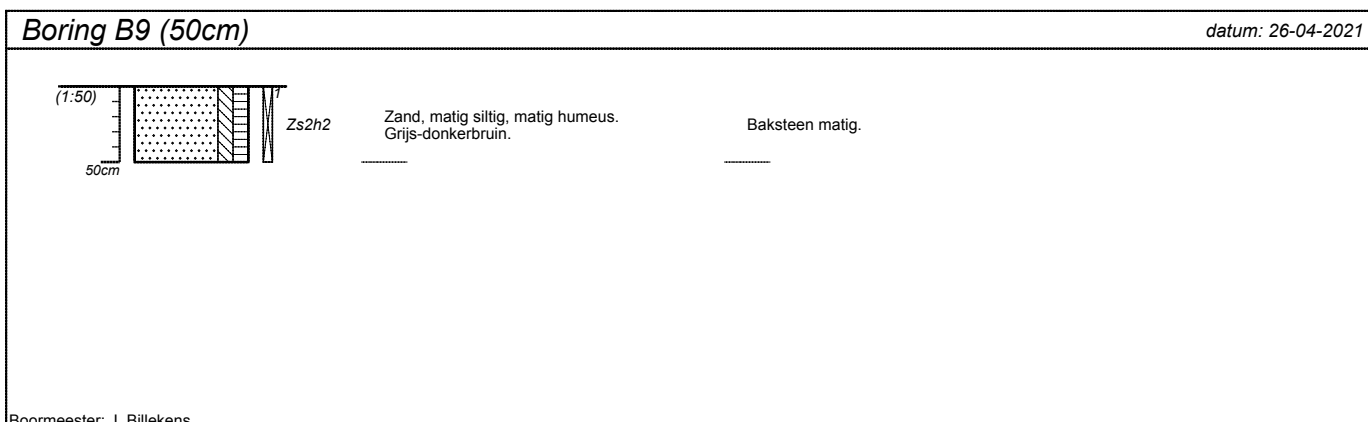 Boring B9 (50cm)
datum: 26-04-2021
(1:50)
1
Zs2h2
Zand, matig siltig, matig humeus.
Grijs-donkerbruin.
Baksteen matig.
50cm
Boormeester: J. Billekens